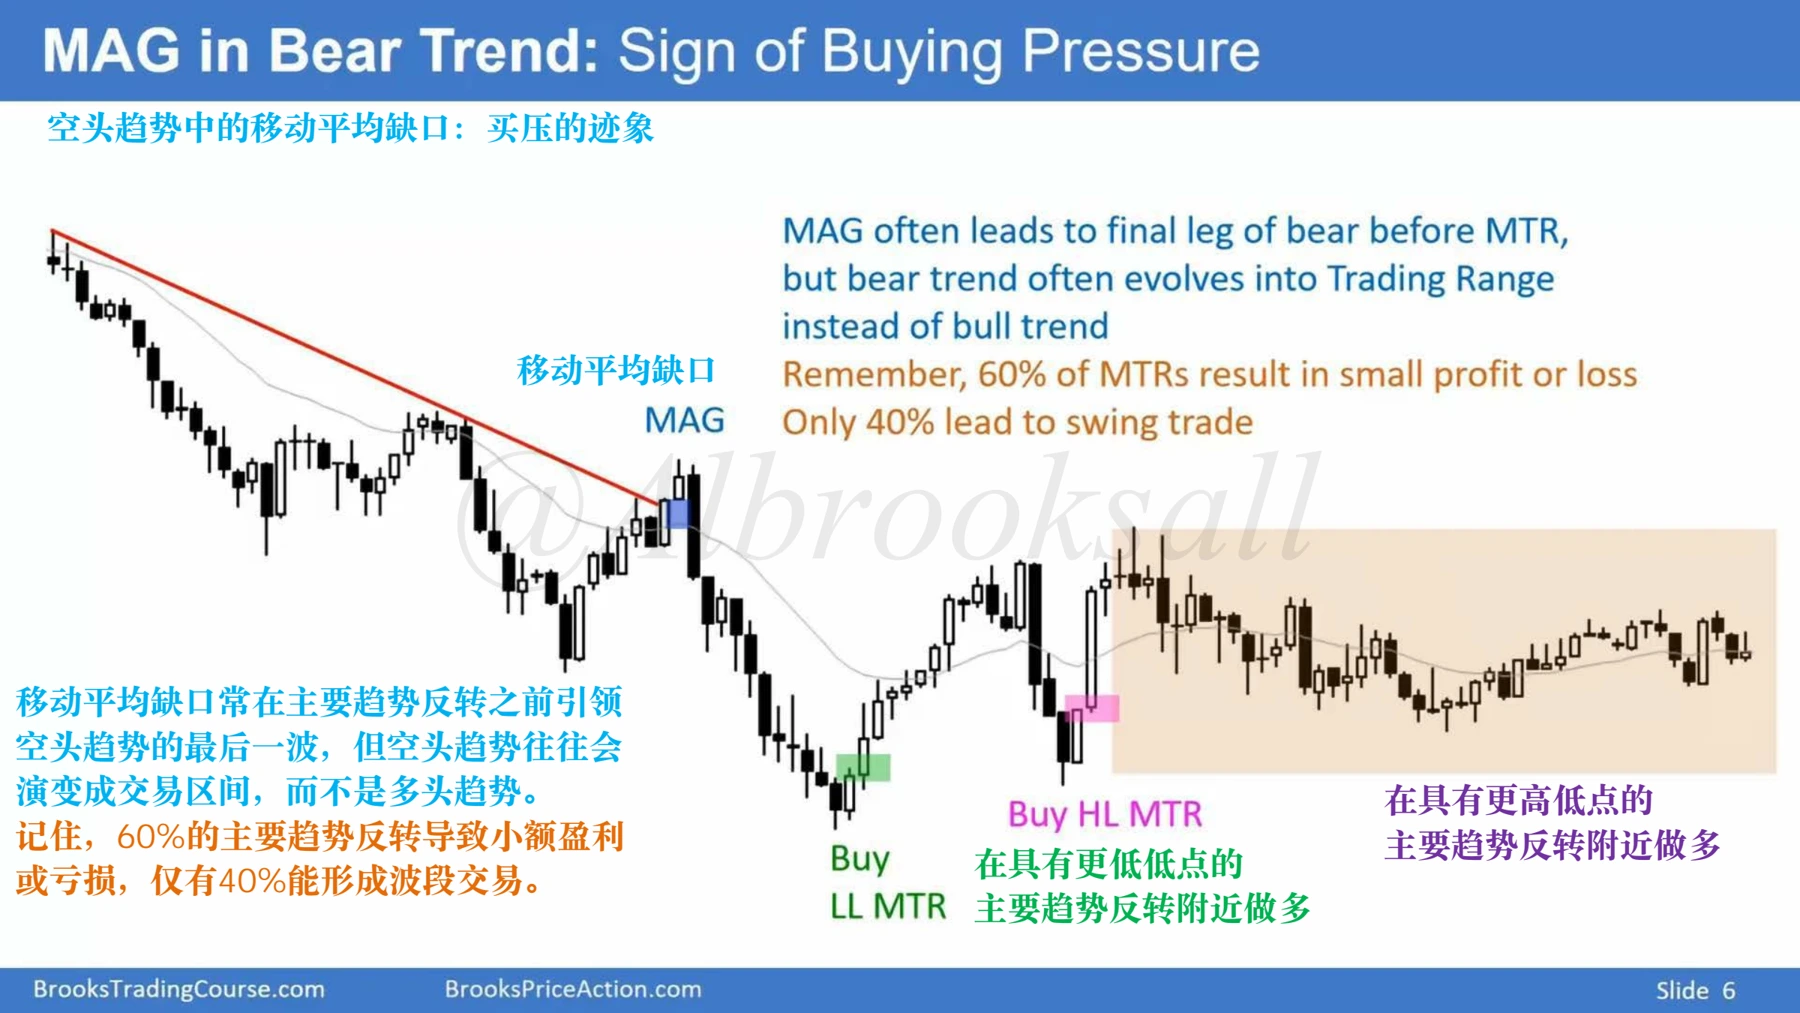 MAG in Bear Trend: Sign of Buying Pressure
空头趋势中的移动平均缺口：买压的迹象
MAG often leads to final leg of bear before MTR,
but bear trend often evolves into Trading Range
instead of bull trend
Remember, 60% of MTRs result in small profit or loss
Only 40% lead to swing trade
移动平均缺口
MAG
@Albrooksall
移动平均缺口常在主要趋势反转之前引领
空头趋势的最后一波，但空头趋势往往会
演变成交易区间，而不是多头趋势。
记住，60%的主要趋势反转导致小额盈利
或亏损，仅有40%能形成波段交易。
Buy
LL MTR
在具有更低低点的
主要趋势反转附近做多
Buy HL MTR
在具有更高低点的
主要趋势反转附近做多
BrooksTradingCourse.com
BrooksPriceAction.com
Slide 6